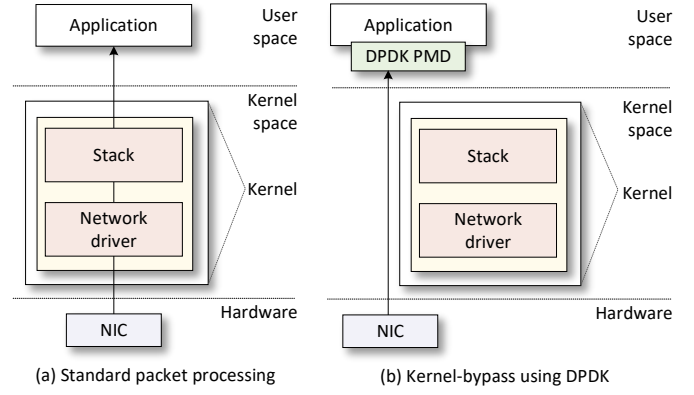 Application
User
space
Kernel
space
Stack
Kernel
Network
driver
Hardware
NIC
(a) Standard packet processing
Application
DPDK PMD
User
space
Kernel
space
Stack
Kernel
Network
driver
Hardware
NIC
(b) Kernel-bypass using DPDK